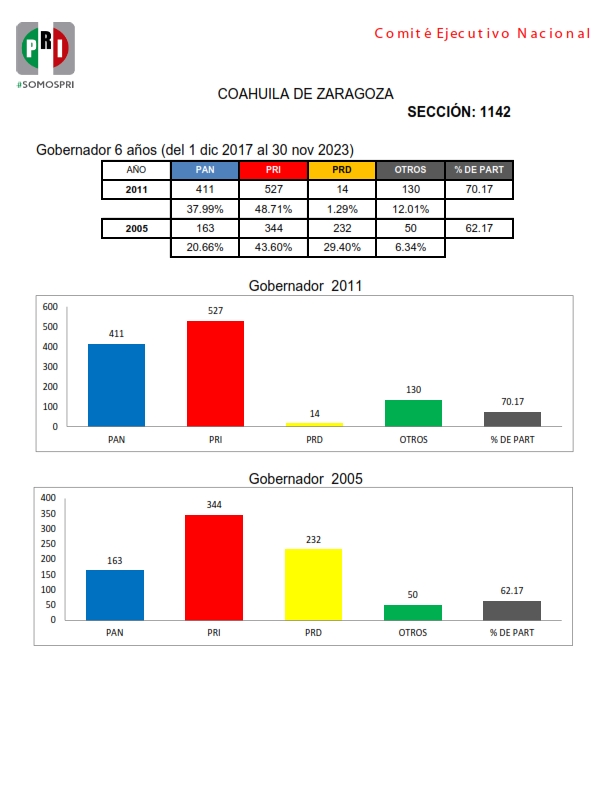 PRI
#SOMOSPRI
Comité Ejecutivo Nacional
COAHUILA DE ZARAGOZA
SECCIÓN: 1142
Gobernador 6 años (del 1 dic 2017 al 30 nov 2023)
AÑO PAN PRI PRD OTROS % DE PART
2011 411 527 14 130 70.17
37.99% 48.71% 1.29% 12.01%
2005 163 344 232 50 62.17
20.66% 43.60% 29.40% 6.34%
Gobernador 2011
600
500
400
300
200
100
0
411
527
14
130
70.17
PAN PRI PRD OTROS % DE PART
Gobernador 2005
400
350
300
250
200
150
100
50
0
163
344
232
50
62.17
PAN PRI PRD OTROS % DE PART